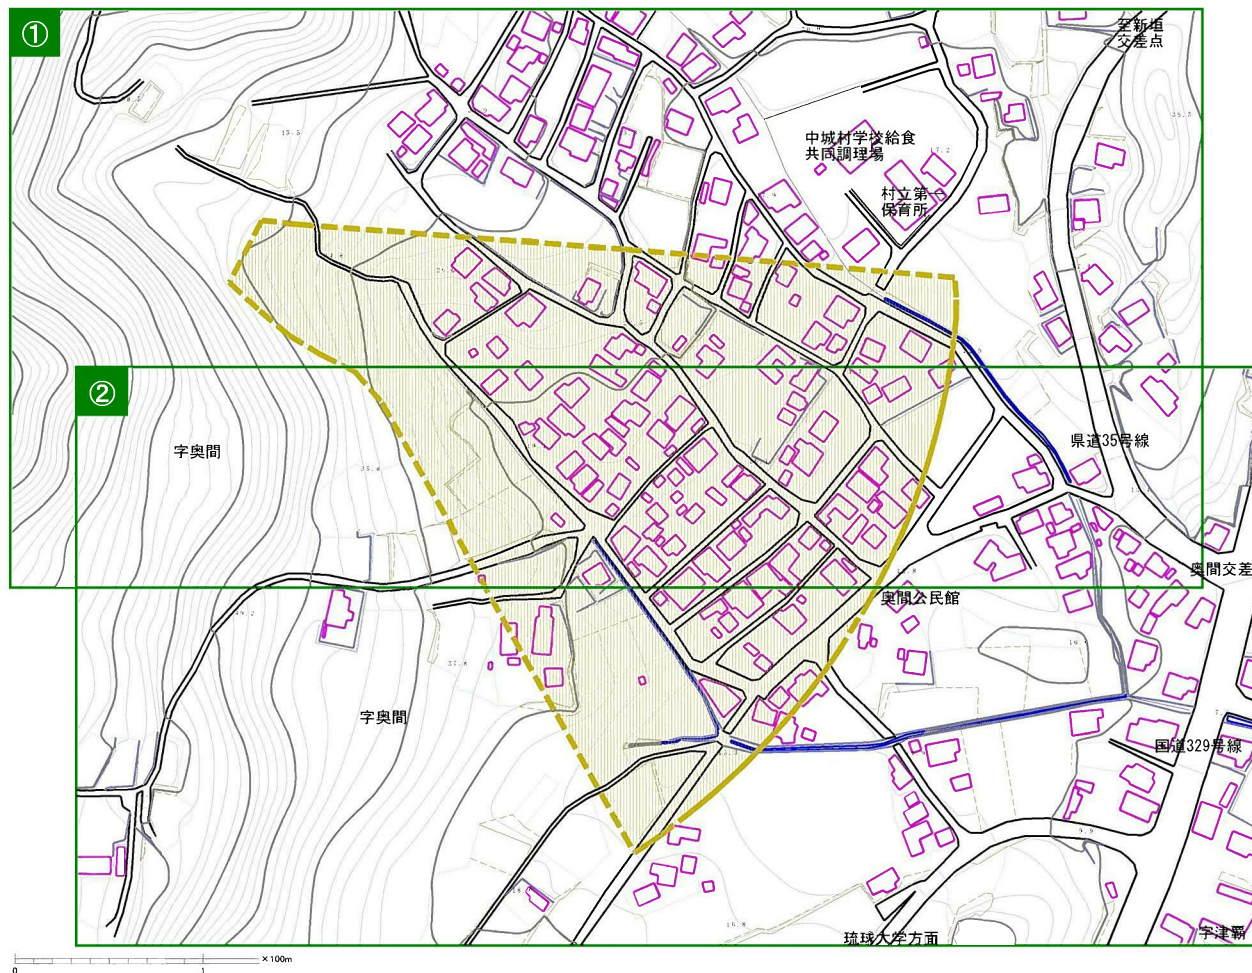 ①
至新垣
交差点
中城村学校給食
共同調理場
村立第一
保育所
②
字奥間
県道35号線
奥間交差
奥間公民館
字奥間
国道329号線
琉球大学方面
字津覇
0 1 ×100m